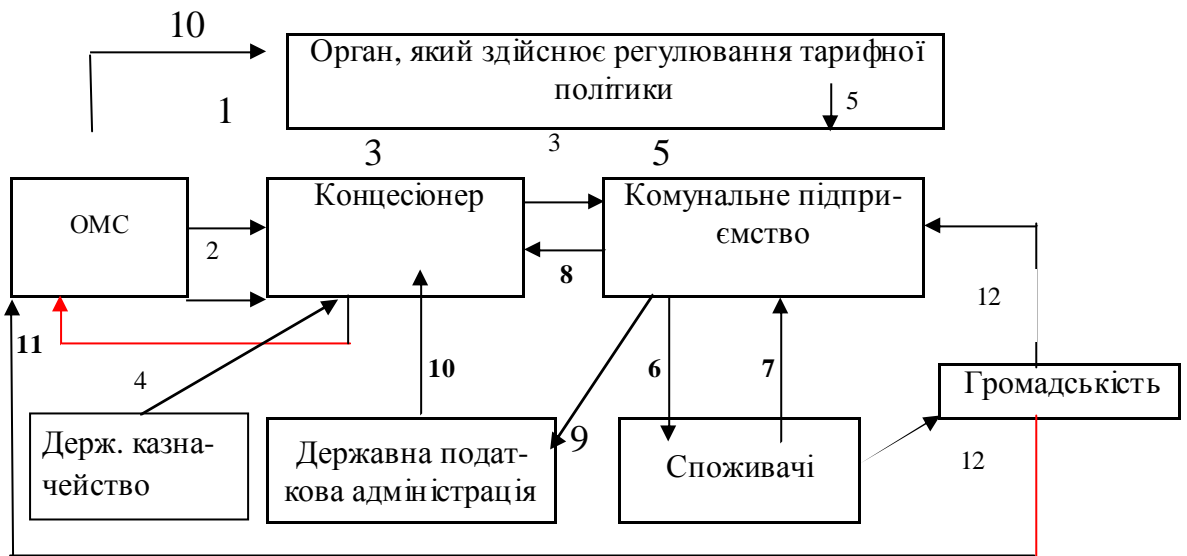 10
Орган, який здійснює регулювання тарифної
політики
5
1
3
3
5
ОМС
Концесіонер
Комунальне підпри-
ємство
2
8
12
11
4
10
6
7
Громадськість
Держ. казна-
чейство
Державна подат-
кова адміністрація
9
Споживачі
12